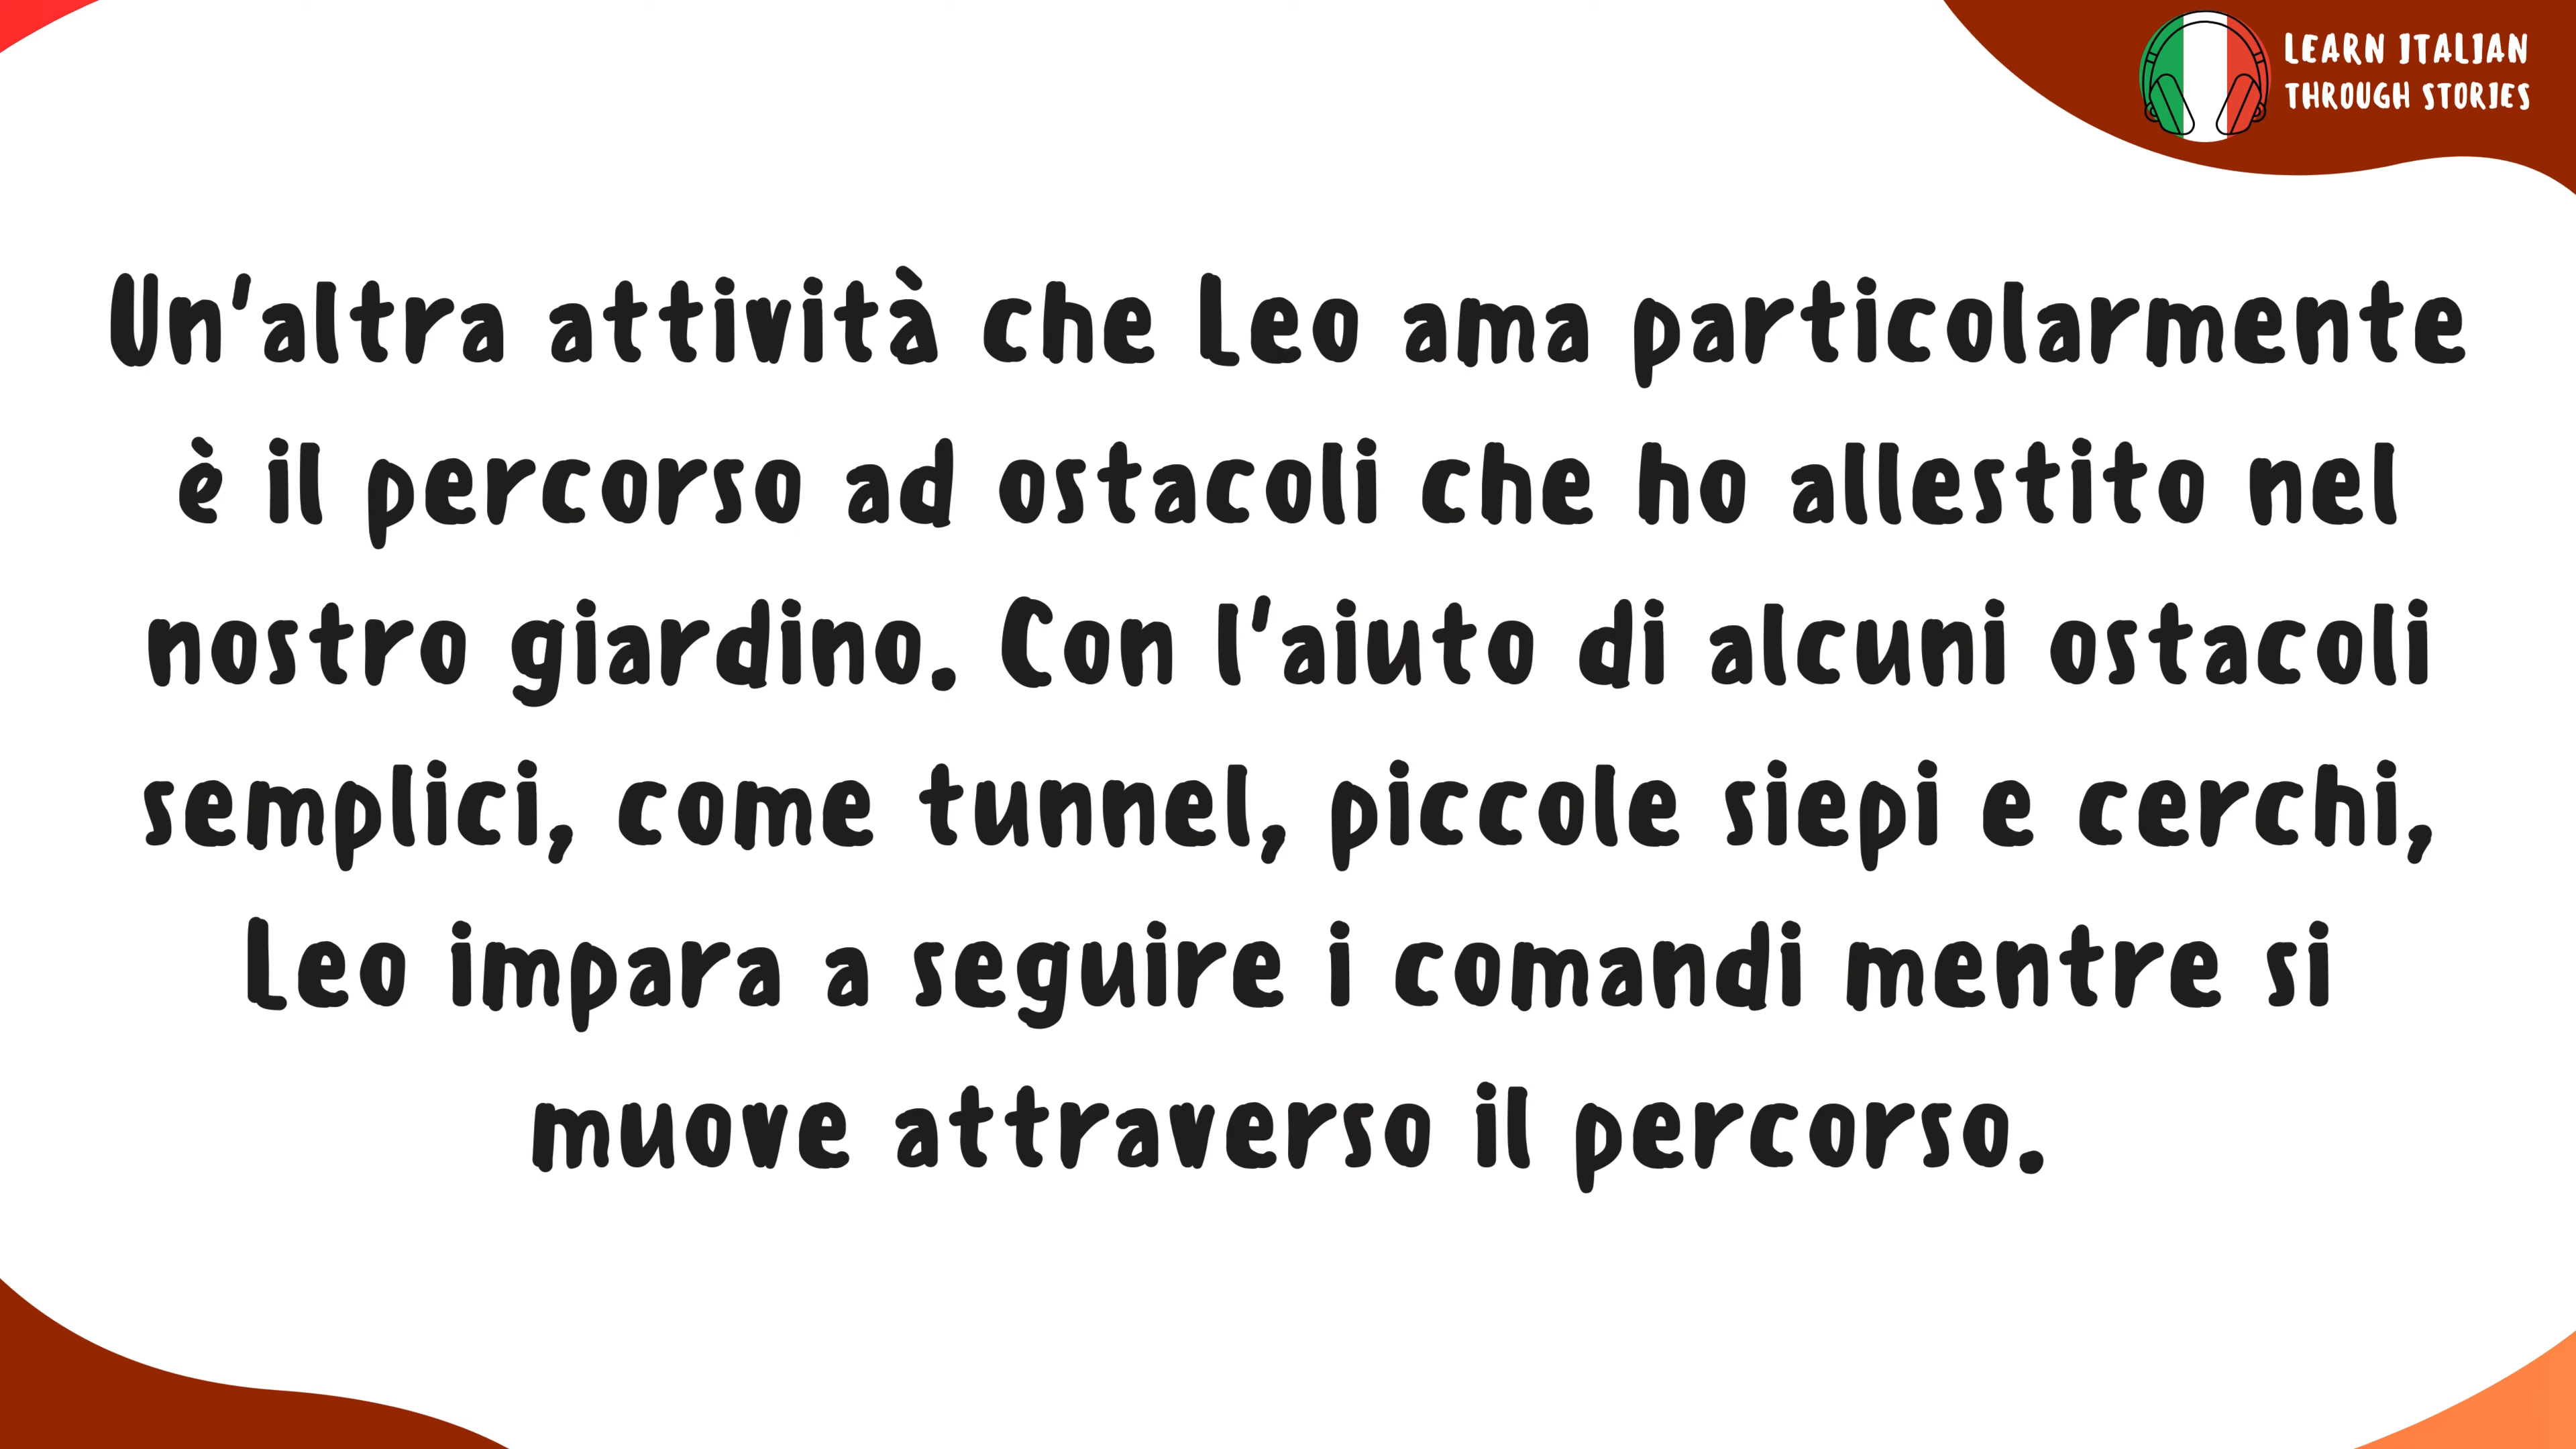 LEARN ITALIAN
THROUGH STORIES
Un'altra attività che Leo ama particolarmente
è il percorso ad ostacoli che ho allestito nel
nostro giardino. Con l'aiuto di alcuni ostacoli
semplici, come tunnel, piccole siepi e cerchi,
Leo impara a seguire i comandi mentre si
muove attraverso il percorso.